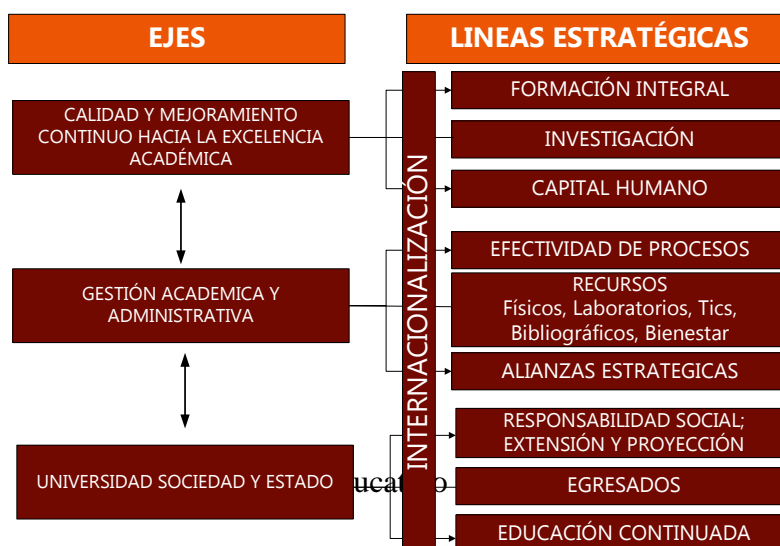 EJES
LINEAS ESTRATÉGICAS
CALIDAD Y MEJORAMIENTO
CONTINUO HACIA LA EXCELENCIA
ACADÉMICA
GESTIÓN ACADEMICA Y
ADMINISTRATIVA
UNIVERSIDAD SOCIEDAD Y ESTADO
INTERNACIONALIZACIÓN
FORMACIÓN INTEGRAL
INVESTIGACIÓN
CAPITAL HUMANO
EFECTIVIDAD DE PROCESOS
RECURSOS
Físicos, Laboratorios, Tics,
Bibliográficos, Bienestar
ALIANZAS ESTRATEGICAS
RESPONSABILIDAD SOCIAL;
EXTENSIÓN Y PROYECCIÓN
EGRESADOS
EDUCACIÓN CONTINUADA